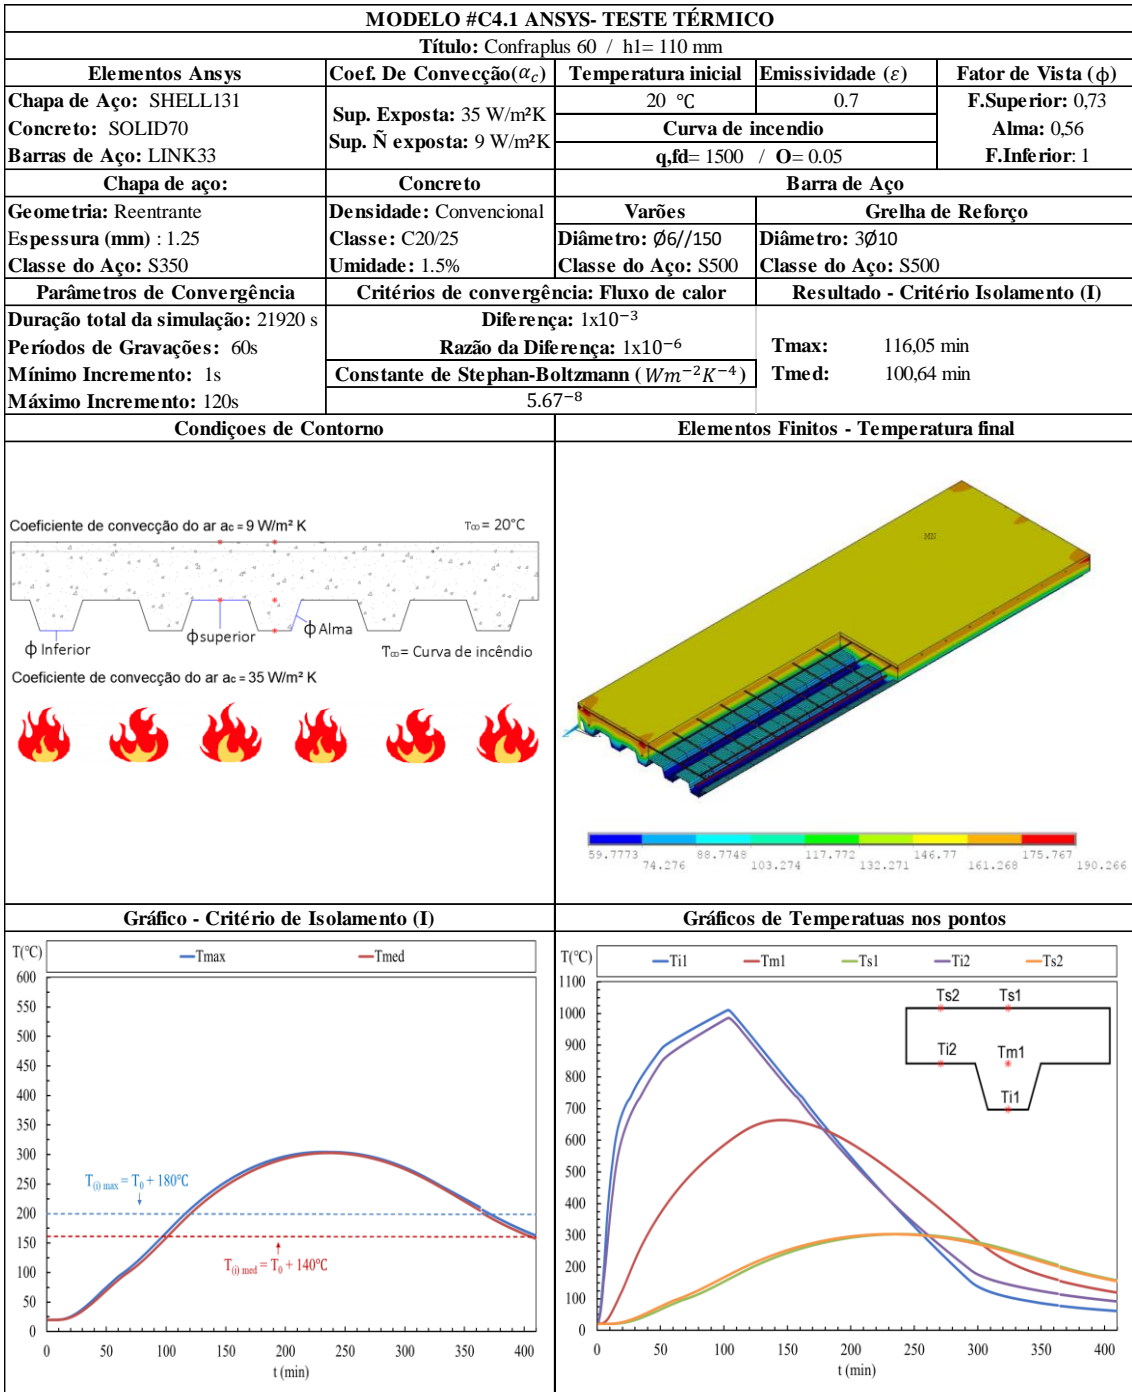 MODELO #C4.1 ANSYS- TESTE TÉRMICO
Título: Confraplus 60 / h1= 110 mm
Elementos Ansys
Coef. De Convecção(α_c)
Temperatura inicial
Emissividade (ε)
Fator de Vista (ϕ)
Chapa de Aço: SHELL131
Concreto: SOLID70
Barras de Aço: LINK33
Sup. Exposta: 35 W/m²K
Sup. Ñ exposta: 9 W/m²K
20 °C
0.7
Curva de incendio
q,fd= 1500 / O= 0.05
F.Superior: 0,73
Alma: 0,56
F.Inferior: 1
Chapa de aço:
Concreto
Barra de Aço
Geometria: Reentrante
Espessura (mm) : 1.25
Classe do Aço: S350
Densidade: Convencional
Classe: C20/25
Umidade: 1.5%
Varões
Diâmetro: Ø6//150
Classe do Aço: S500
Grelha de Reforço
Diâmetro: 3Ø10
Classe do Aço: S500
Parâmetros de Convergência
Critérios de convergência: Fluxo de calor
Resultado - Critério Isolamento (I)
Duração total da simulação: 21920 s
Períodos de Gravações: 60s
Mínimo Incremento: 1s
Máximo Incremento: 120s
Diferença: 1x10⁻³
Razão da Diferença: 1x10⁻⁶
Constante de Stephan-Boltzmann (Wm⁻²K⁻⁴)
5.67⁻⁸
Tmax: 116,05 min
Tmed: 100,64 min
Condiçoes de Contorno
Elementos Finitos - Temperatura final
Coeficiente de convecção do ar ac = 9 W/m² K
T∞ = 20°C
ϕ Inferior
ϕsuperior
ϕ Alma
T∞ = Curva de incêndio
Coeficiente de convecção do ar ac = 35 W/m² K
MN
59.7773 88.7748 117.772 146.77 175.767
74.276 103.274 132.271 161.268 190.266
Gráfico - Critério de Isolamento (I)
Gráficos de Temperatuas nos pontos
T(°C)
Tmax Tmed
600
550
500
450
400
350
300
250
200
150
100
50
0
T(i) max = T0 + 180°C
T(i) med = T0 + 140°C
0 50 100 150 200 250 300 350 400
t (min)
T(°C)
Ti1 Tm1 Ts1 Ti2 Ts2
1100
1000
900
800
700
600
500
400
300
200
100
0
Ts2 Ts1
Ti2 Tm1
Ti1
0 50 100 150 200 250 300 350 400
t (min)